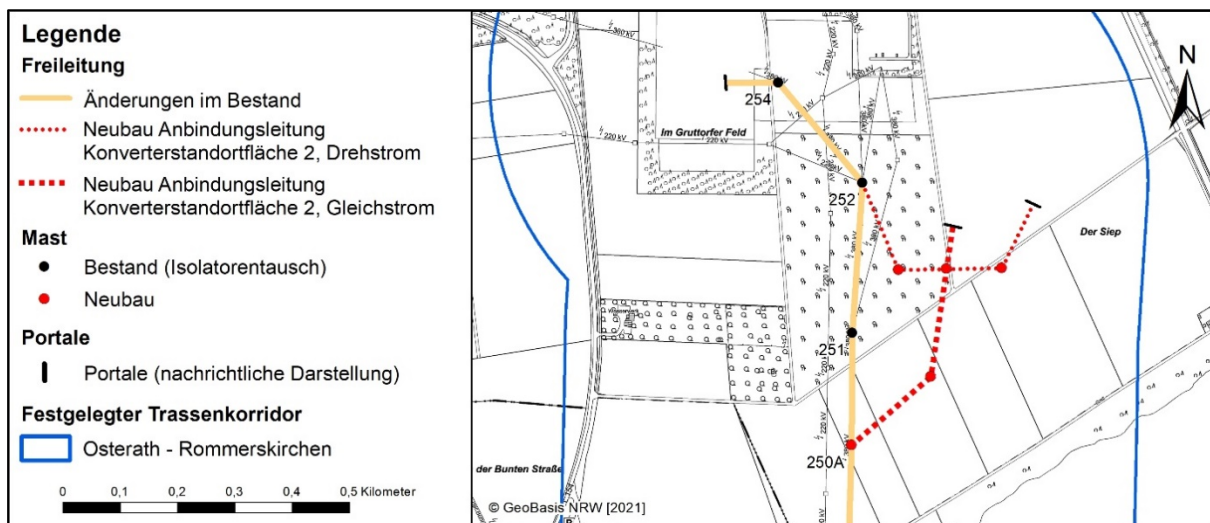 Legende
Freileitung
Änderungen im Bestand
Neubau Anbindungsleitung
Konverterstandortfläche 2, Drehstrom
Neubau Anbindungsleitung
Konverterstandortfläche 2, Gleichstrom
Mast
Bestand (Isolatorentausch)
Neubau
Portale
Portale (nachrichtliche Darstellung)
Festgelegter Trassenkorridor
Osterath - Rommerskirchen
0 0,1 0,2 0,3 0,4 0,5 Kilometer
N
254
Im Gruttorfer Feld
220 kV
252
Der Siep
251
250A
der Bunten Straße
© GeoBasis NRW [2021]